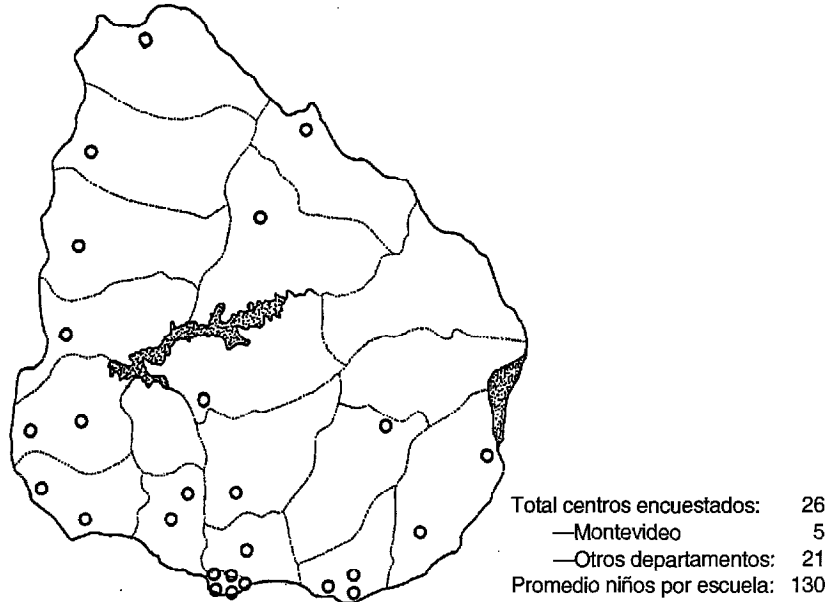 Total centros encuestados: 26
—Montevideo 5
—Otros departamentos: 21
Promedio niños por escuela: 130